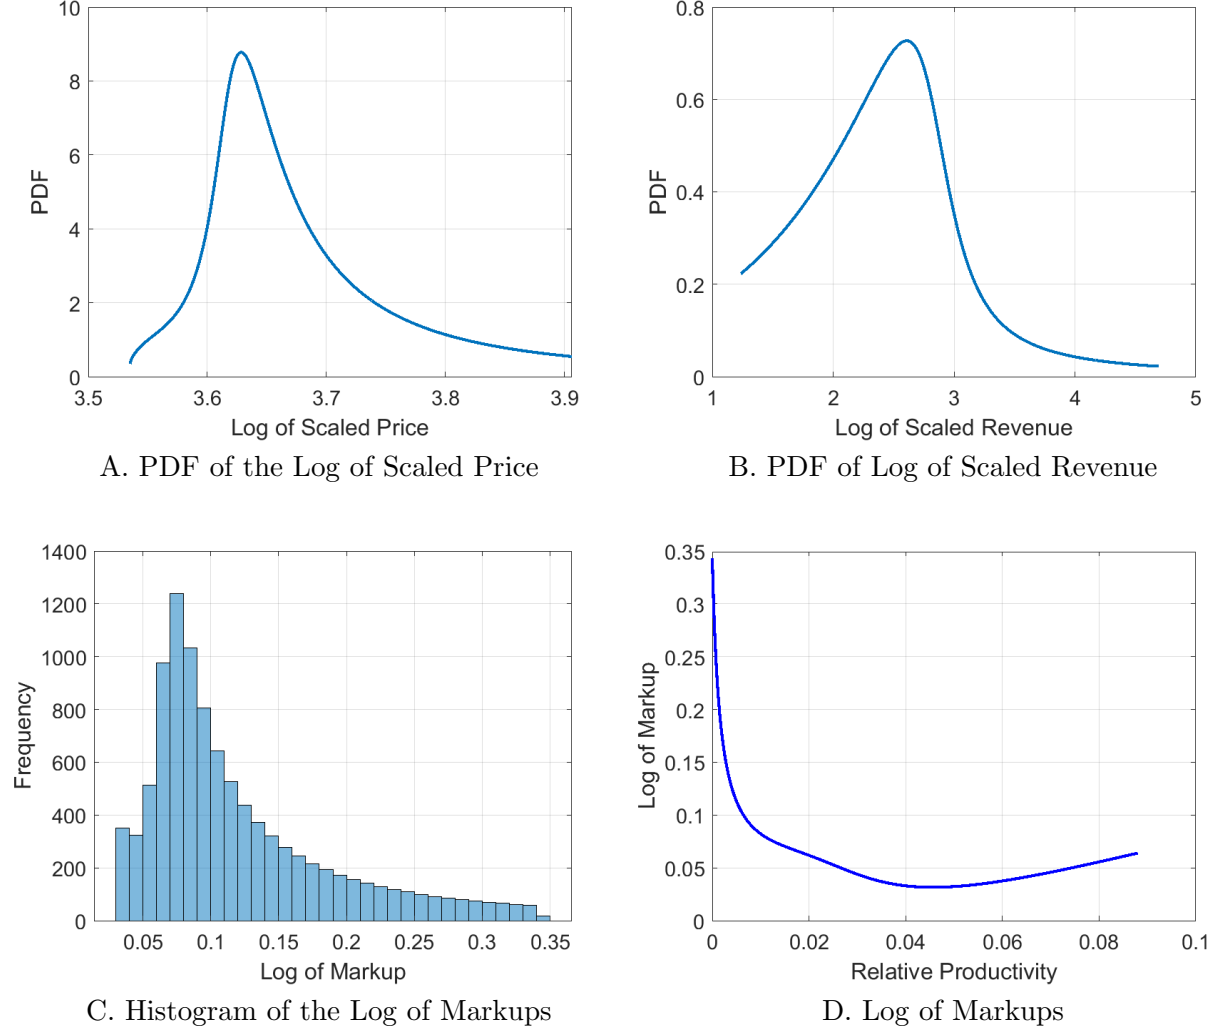 10
8
6
4
2
0
PDF
3.5 3.6 3.7 3.8 3.9
Log of Scaled Price
A. PDF of the Log of Scaled Price
0.8
0.6
0.4
0.2
0
PDF
1 2 3 4 5
Log of Scaled Revenue
B. PDF of Log of Scaled Revenue
1400
1200
1000
800
600
400
200
0
Frequency
0.05 0.1 0.15 0.2 0.25 0.3 0.35
Log of Markup
C. Histogram of the Log of Markups
0.35
0.3
0.25
0.2
0.15
0.1
0.05
0
Log of Markup
0 0.02 0.04 0.06 0.08 0.1
Relative Productivity
D. Log of Markups